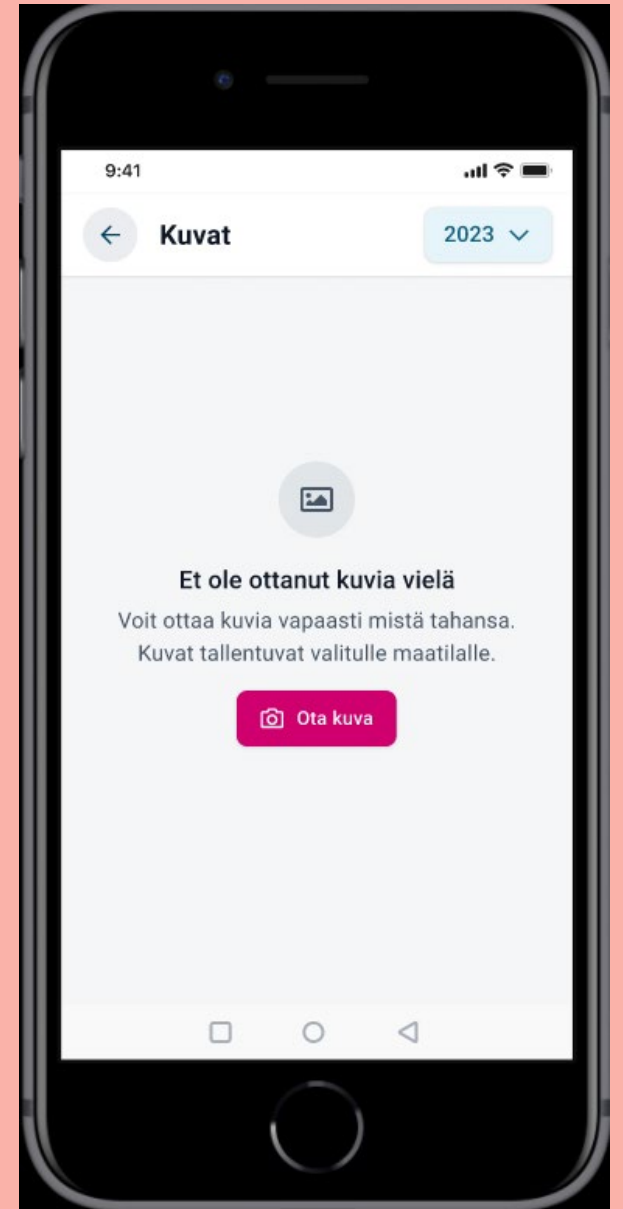 9:41
Kuvat
2023
Et ole ottanut kuvia vielä
Voit ottaa kuvia vapaasti mistä tahansa.
Kuvat tallentuvat valitulle maatilalle.
Ota kuva